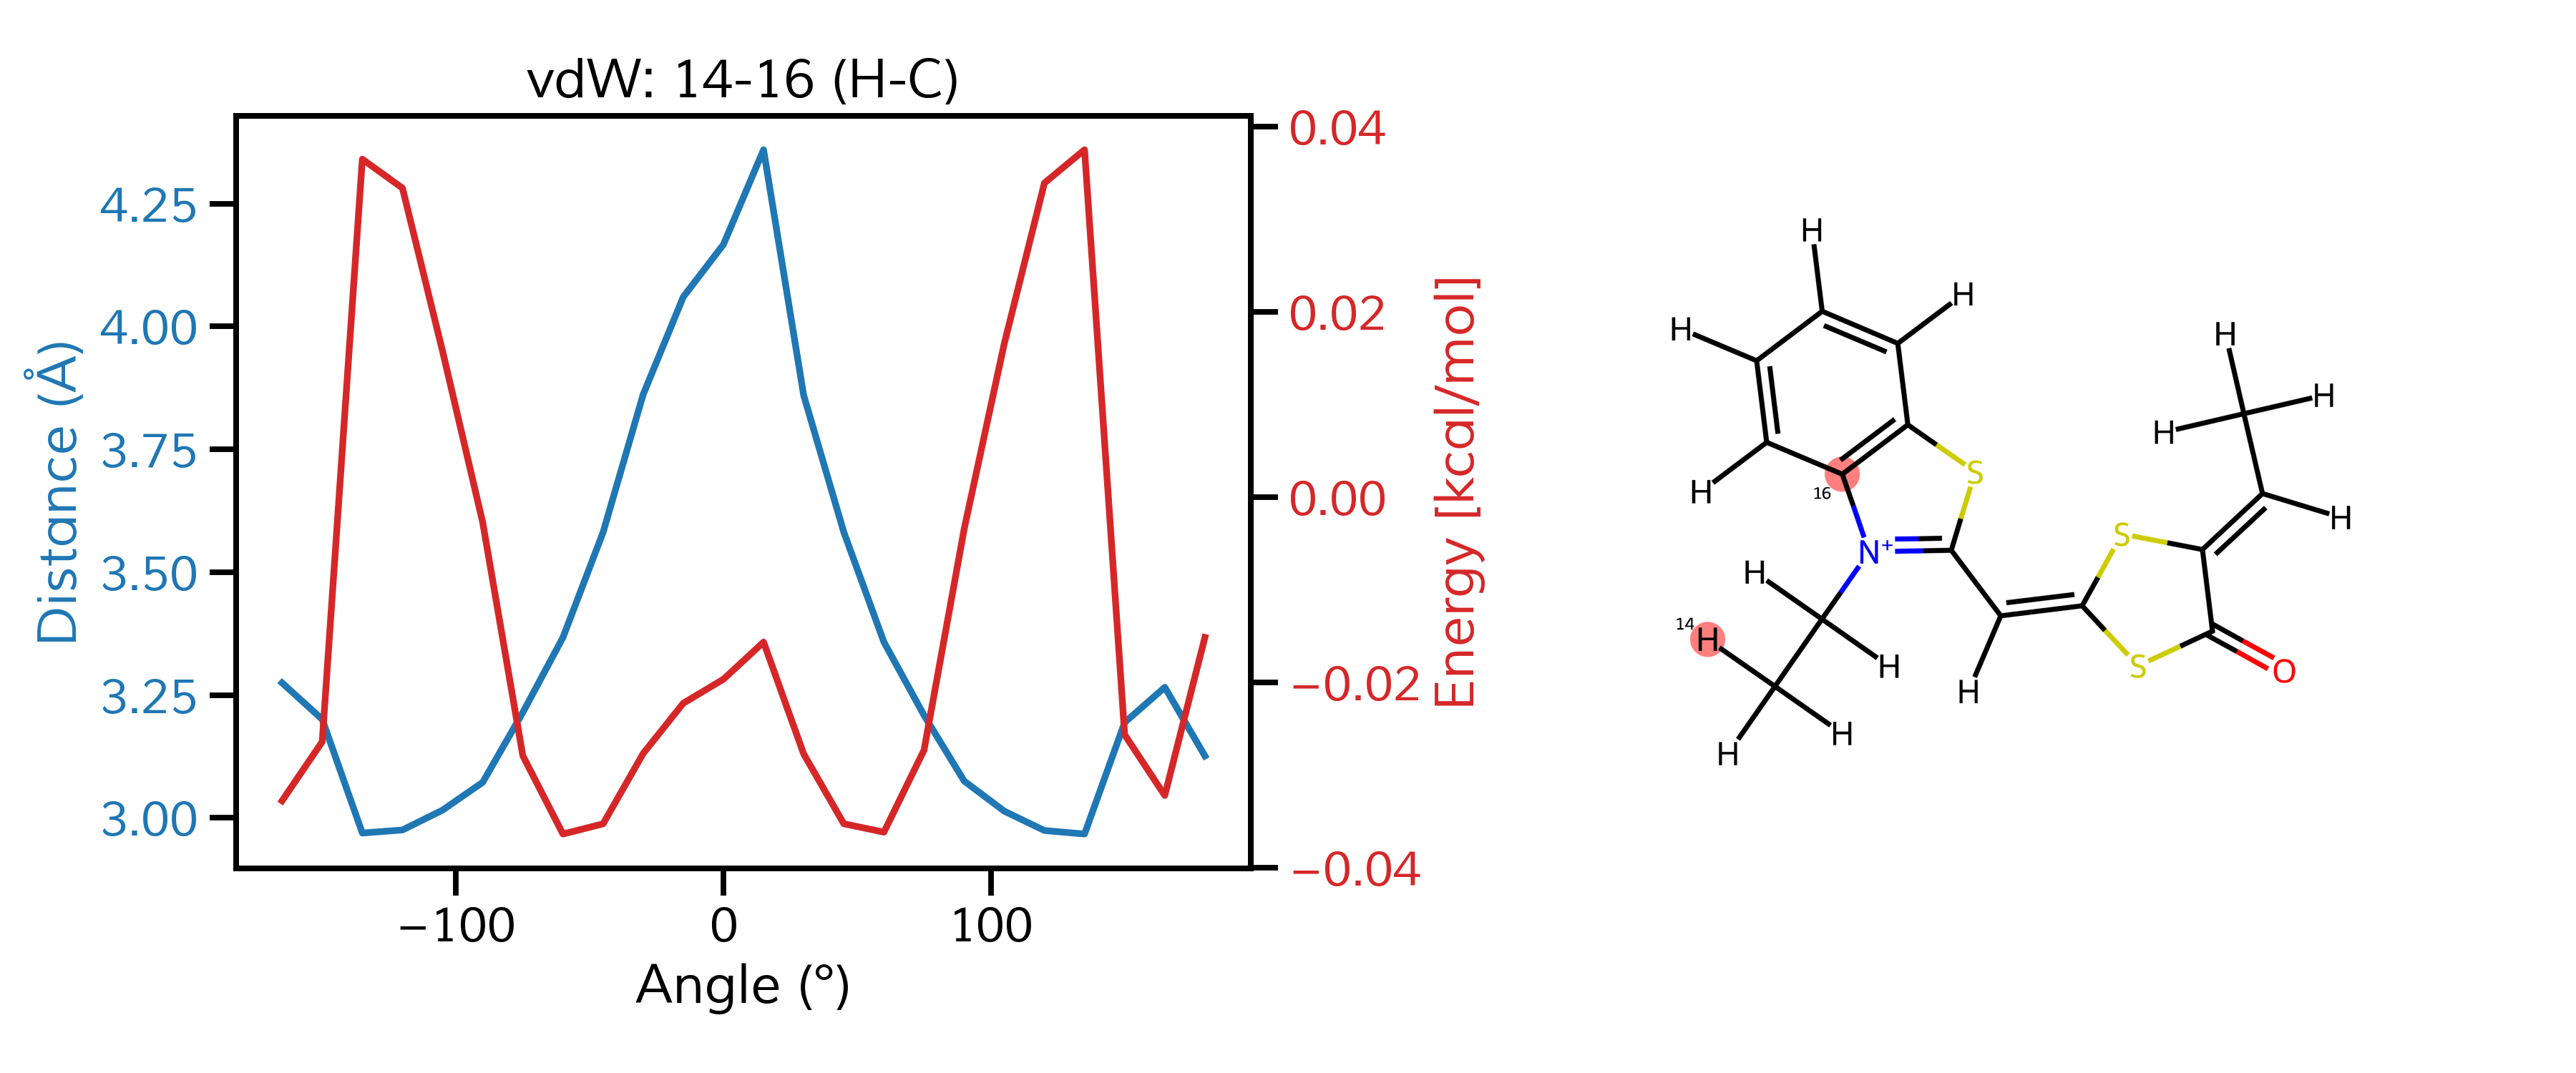 vdW: 14-16 (H-C)
4.25
4.00
3.75
3.50
3.25
3.00
Distance (Å)
0.04
0.02
0.00
−0.02
−0.04
Energy [kcal/mol]
−100
0
100
Angle (°)
H
H
H
H
H
H
H
16
S
H
H
S
N+
H
14
H
H
S
O
H
H
H